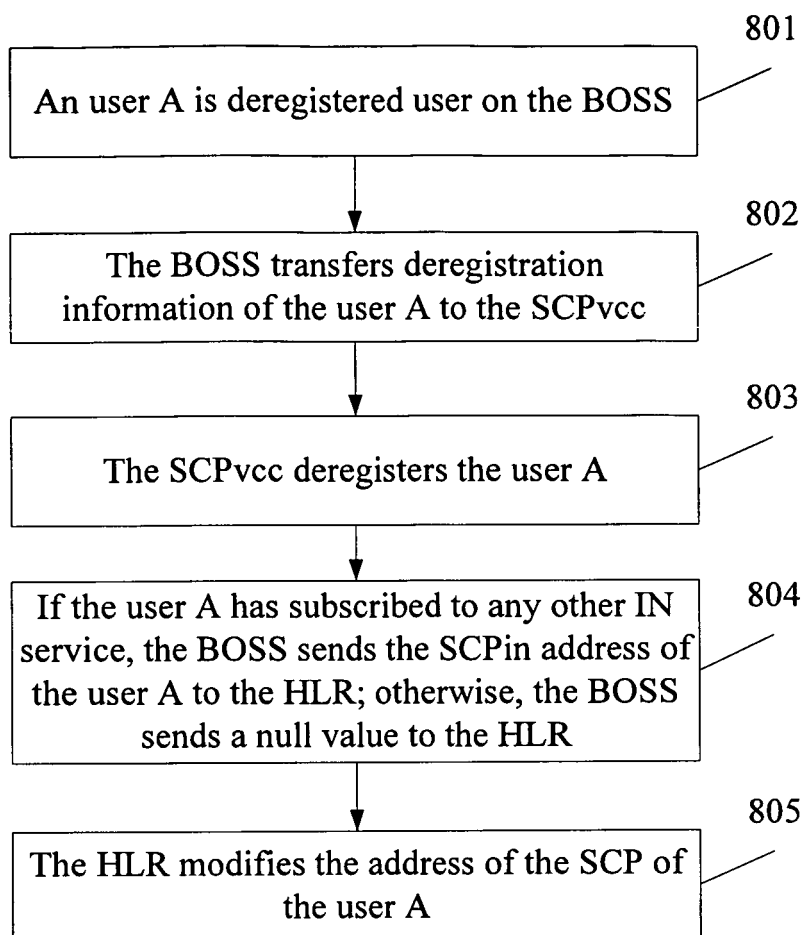 801
An user A is deregistered user on the BOSS
802
The BOSS transfers deregistration
information of the user A to the SCPvcc
803
The SCPvcc deregisters the user A
804
If the user A has subscribed to any other IN
service, the BOSS sends the SCPin address of
the user A to the HLR; otherwise, the BOSS
sends a null value to the HLR
805
The HLR modifies the address of the SCP of
the user A